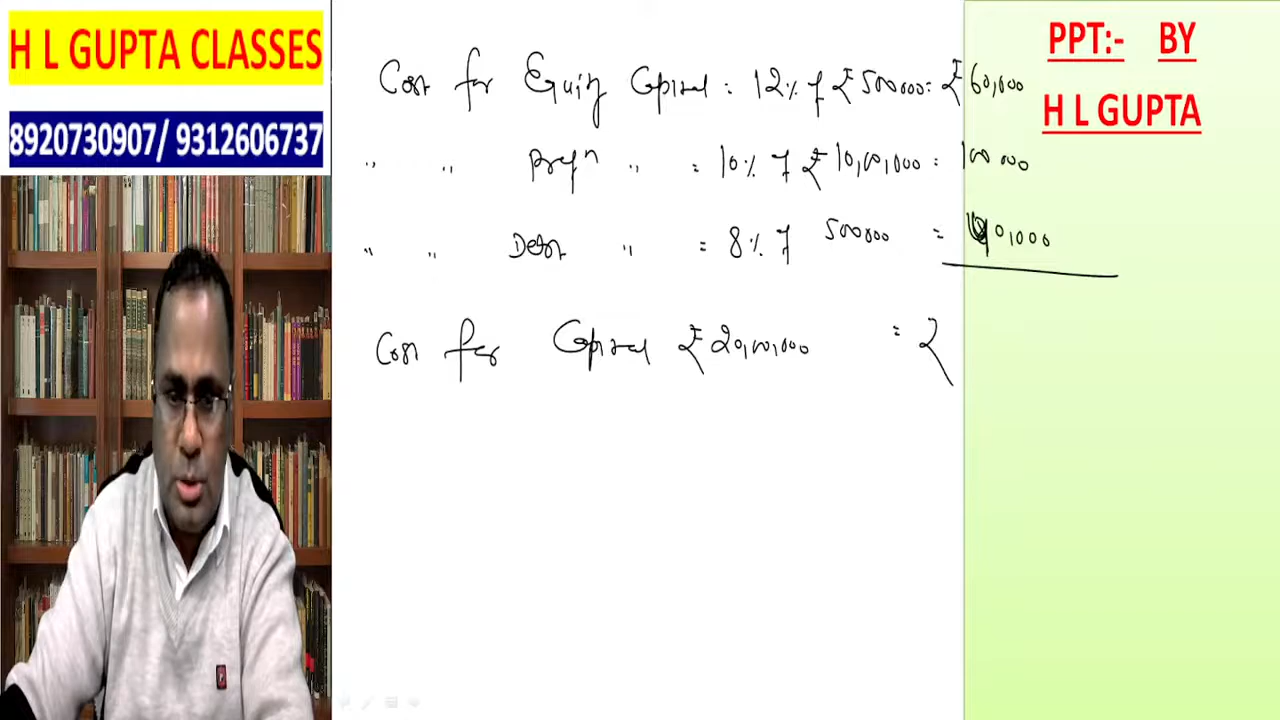 H L GUPTA CLASSES
8920730907/ 9312606737
PPT:- BY
H L GUPTA
Cost for Equity Capital = 12% of ₹ 500000 = ₹ 60,000
" " Prefn " = 10% of ₹ 10,00,000 = 100000
" " Debt " = 8% of 500000 = 40,000
Cost for Capital ₹ 20,00,000 = ₹